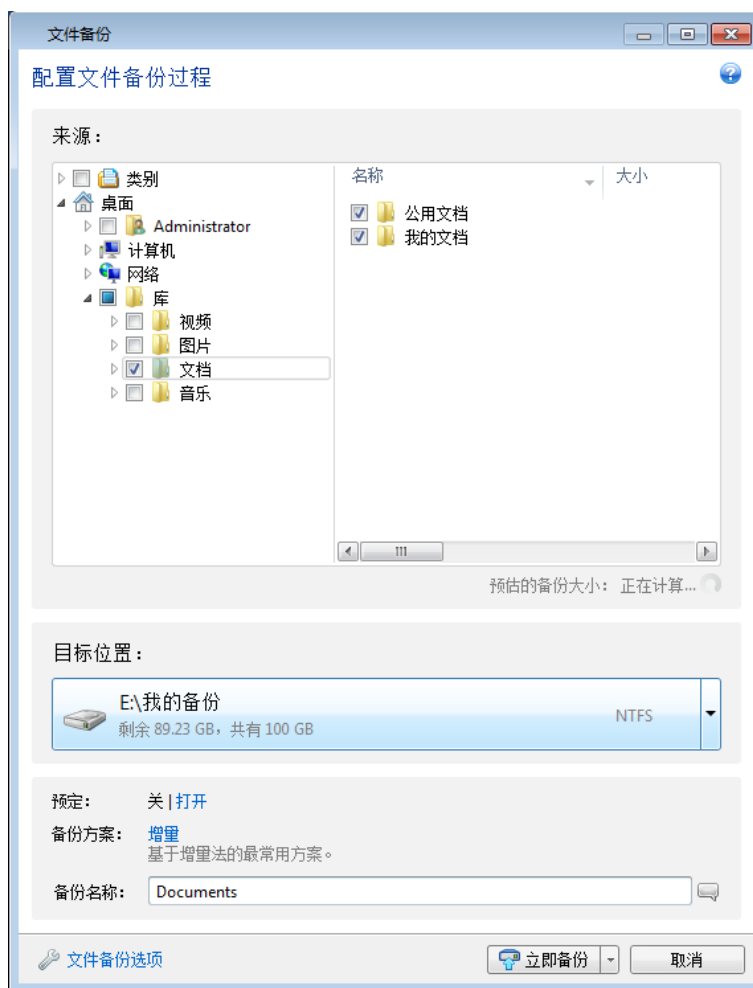 文件备份
配置文件备份过程
来源：
类别
桌面
Administrator
计算机
网络
库
视频
图片
文档
音乐
名称 大小
公用文档
我的文档
预估的备份大小： 正在计算...
目标位置：
E:\我的备份
剩余 89.23 GB，共有 100 GB
NTFS
预定： 关 | 打开
备份方案： 增量
基于增量法的最常用方案。
备份名称： Documents
文件备份选项 立即备份 取消